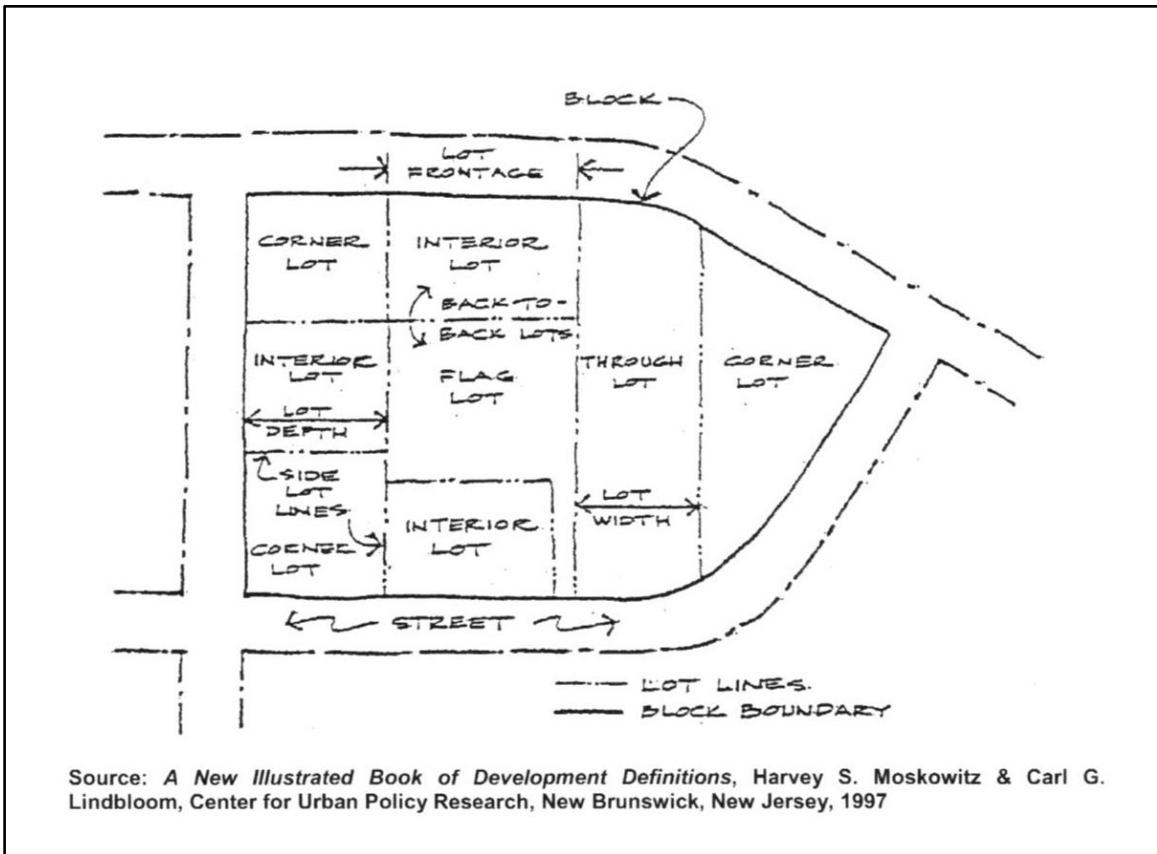 BLOCK
LOT
FRONTAGE
CORNER
LOT
INTERIOR
LOT
BACK-TO-
BACK LOTS
INTERIOR
LOT
FLAG
LOT
THROUGH
LOT
CORNER
LOT
LOT
DEPTH
SIDE
LOT
LINES
LOT
WIDTH
INTERIOR
LOT
CORNER
LOT
STREET
LOT LINES.
BLOCK BOUNDARY
Source: A New Illustrated Book of Development Definitions, Harvey S. Moskowitz & Carl G.
Lindbloom, Center for Urban Policy Research, New Brunswick, New Jersey, 1997